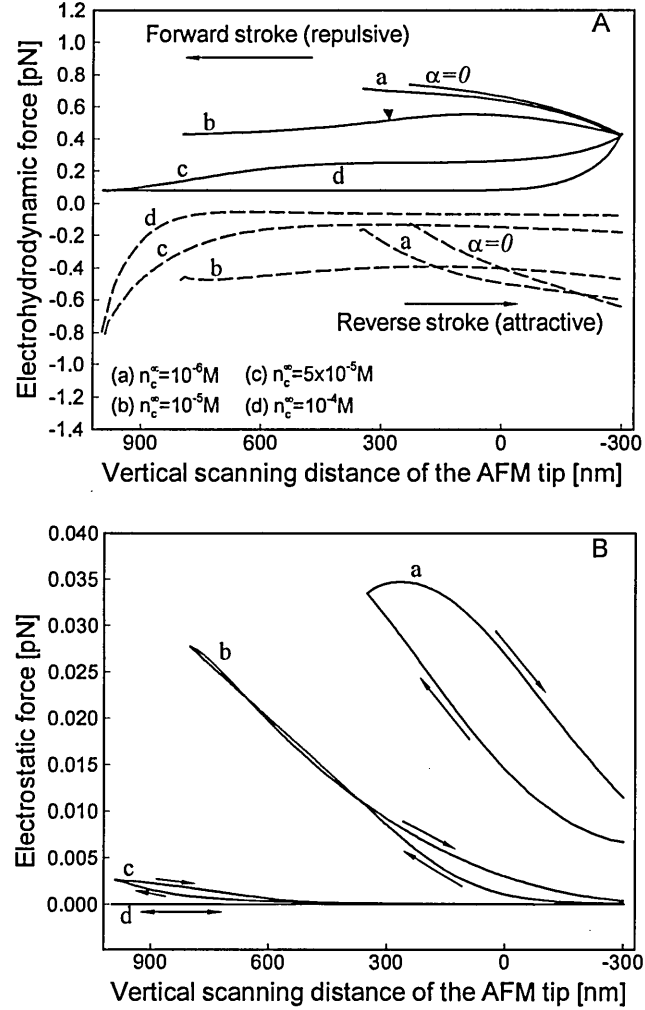 A
Forward stroke (repulsive)
Electrohydrodynamic force [pN]
1.2
1.0
0.8
0.6
0.4
0.2
0.0
-0.2
-0.4
-0.6
-0.8
-1.0
-1.2
-1.4
a
α=0
b
c
d
d
c
b
a
α=0
Reverse stroke (attractive)
(a) n_c^∞=10^-6M (c) n_c^∞=5x10^-5M
(b) n_c^∞=10^-5M (d) n_c^∞=10^-4M
900 600 300 0 -300
Vertical scanning distance of the AFM tip [nm]
B
Electrostatic force [pN]
0.040
0.035
0.030
0.025
0.020
0.015
0.010
0.005
0.000
a
b
c
d
900 600 300 0 -300
Vertical scanning distance of the AFM tip [nm]